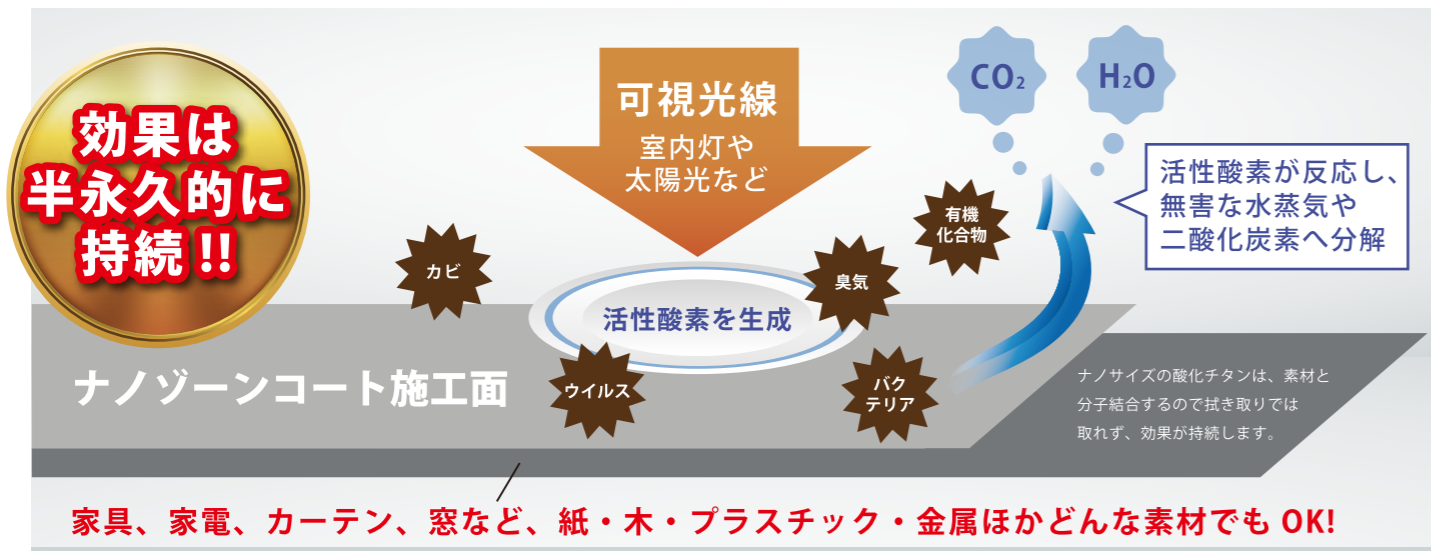 効果は
半永久的に
持続!!
可視光線
室内灯や
太陽光など
CO₂
H₂O
活性酸素が反応し、
無害な水蒸気や
二酸化炭素へ分解
有機
化合物
カビ
臭気
活性酸素を生成
ウイルス
バク
テリア
ナノゾーンコート施工面
ナノサイズの酸化チタンは、素材と
分子結合するので拭き取りでは
取れず、効果が持続します。
家具、家電、カーテン、窓など、紙・木・プラスチック・金属ほかどんな素材でも OK!